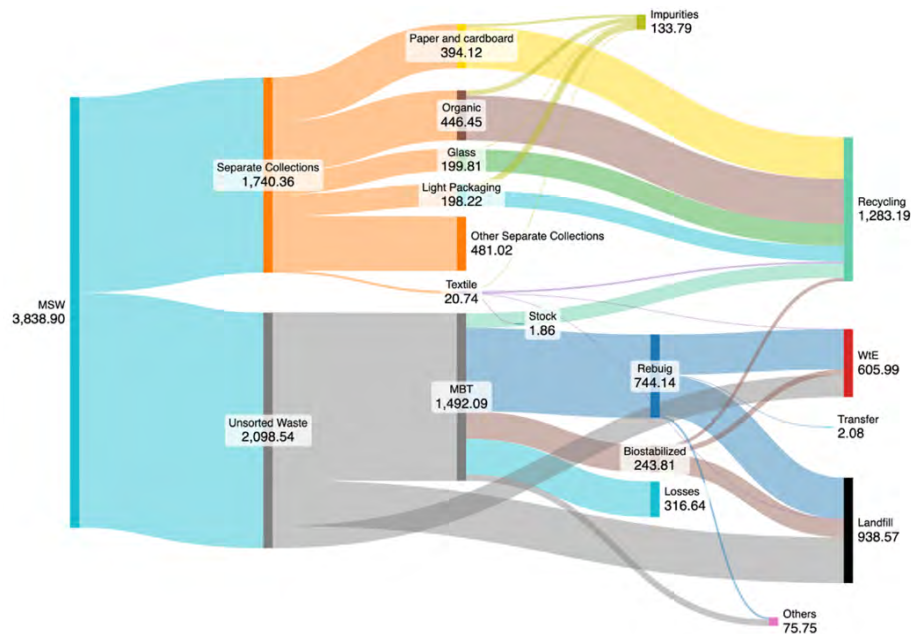 Impurities
133.79
Paper and cardboard
394.12
Organic
446.45
Glass
199.81
Separate Collections
1,740.36
Light Packaging
198.22
Recycling
1,283.19
Other Separate Collections
481.02
Textile
20.74
MSW
3,838.90
Stock
1.86
WtE
605.99
Rebuig
744.14
MBT
1,492.09
Transfer
2.08
Unsorted Waste
2,098.54
Biostabilized
243.81
Losses
316.64
Landfill
938.57
Others
75.75